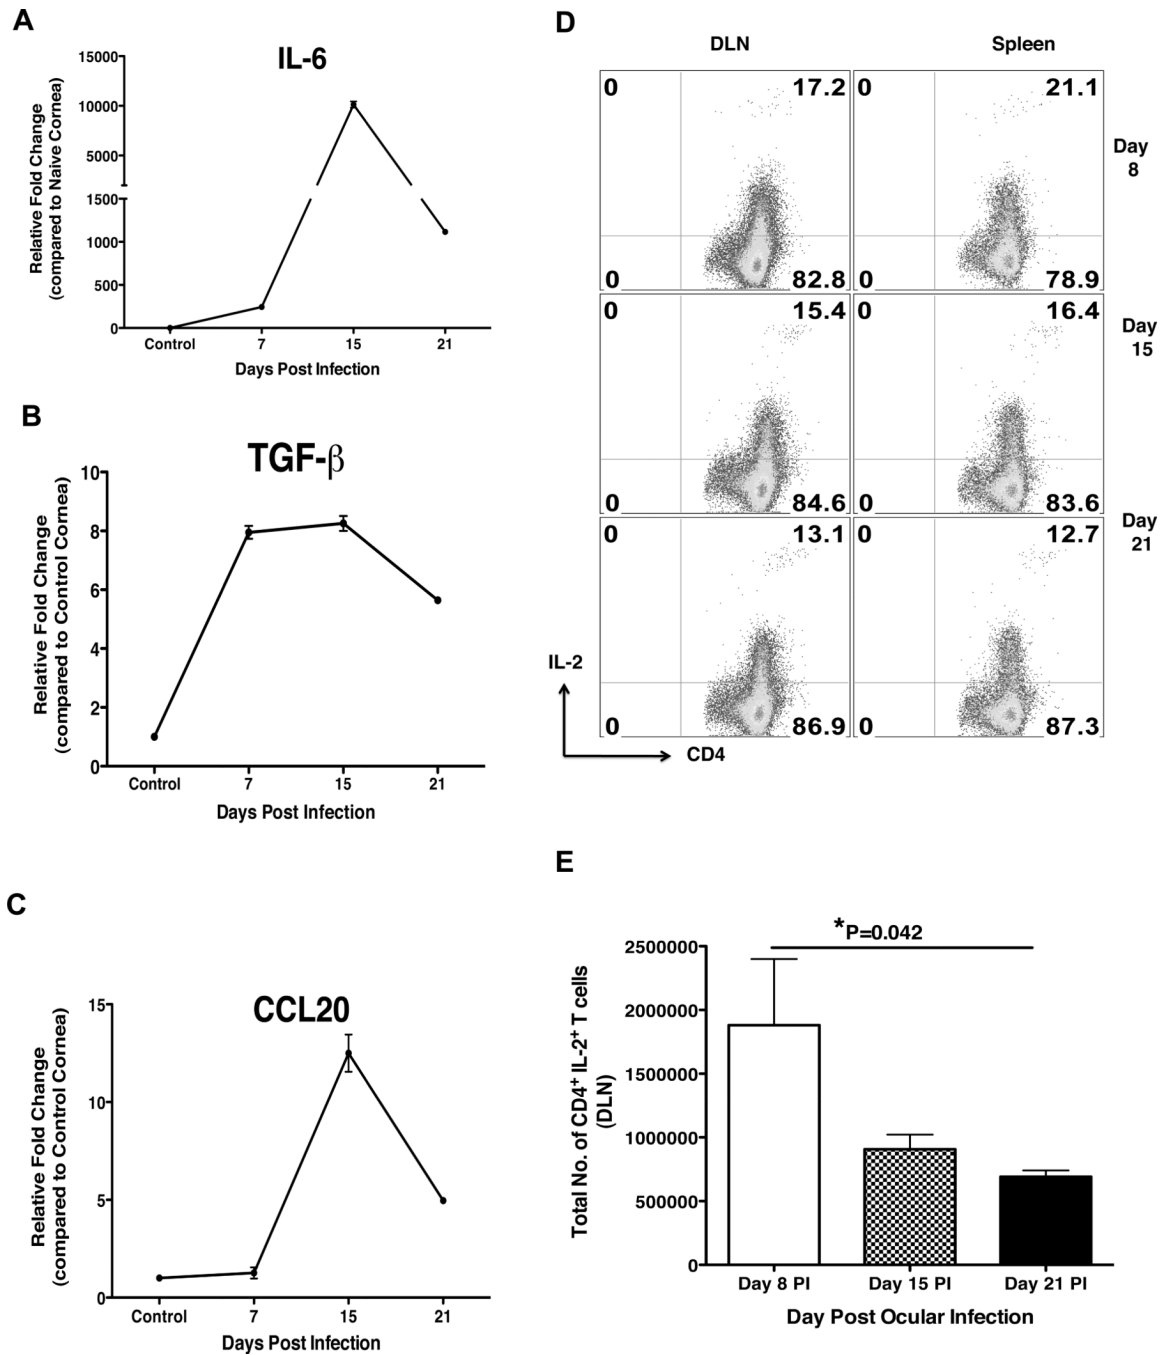 A
IL-6
Relative Fold Change
(compared to Naive Cornea)
15000
10000
5000
1500
1000
500
0
Control
7
15
21
Days Post Infection
B
TGF-β
Relative Fold Change
(compared to Control Cornea)
10
8
6
4
2
0
Control
7
15
21
Days Post Infection
C
CCL20
Relative Fold Change
(compared to Control Cornea)
15
10
5
0
Control
7
15
21
Days Post Infection
D
DLN
Spleen
0
17.2
0
21.1
Day
8
0
82.8
0
78.9
0
15.4
0
16.4
Day
15
0
84.6
0
83.6
0
13.1
0
12.7
Day
21
0
86.9
0
87.3
IL-2
CD4
E
*P=0.042
Total No. of CD4+ IL-2+ T cells
(DLN)
2500000
2000000
1500000
1000000
500000
0
Day 8 PI
Day 15 PI
Day 21 PI
Day Post Ocular Infection